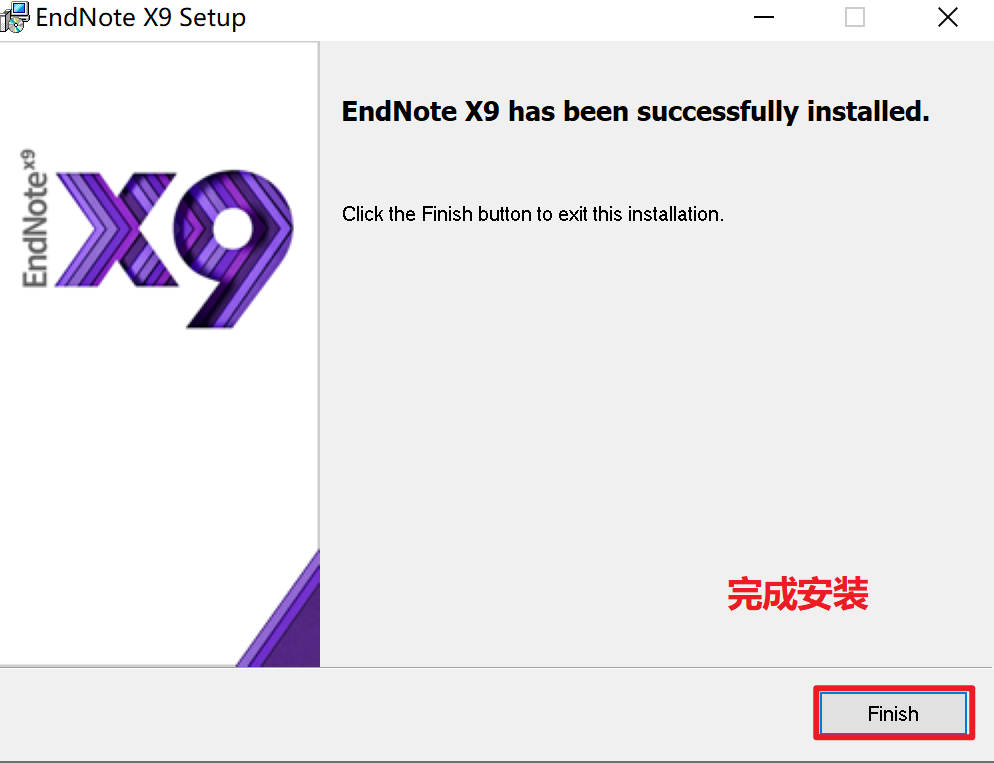 EndNote X9 Setup
EndNote X9 has been successfully installed.
Click the Finish button to exit this installation.
EndNote x9
X9
完成安装
Finish